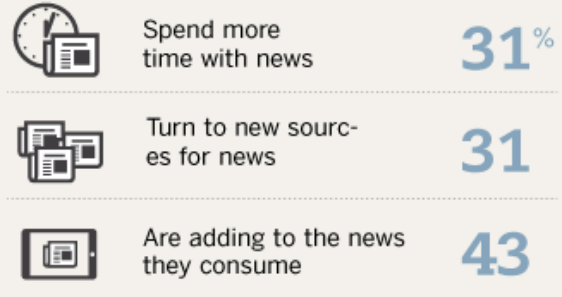 Spend more
time with news
31%
Turn to new sourc-
es for news
31
Are adding to the news
they consume
43